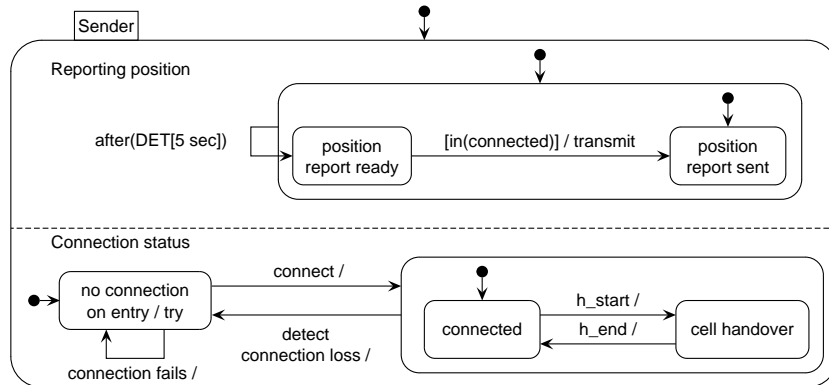 Sender
Reporting position
after(DET[5 sec])
position
report ready
[in(connected)] / transmit
position
report sent
Connection status
no connection
on entry / try
connect /
detect
connection loss /
connection fails /
connected
h_start /
h_end /
cell handover